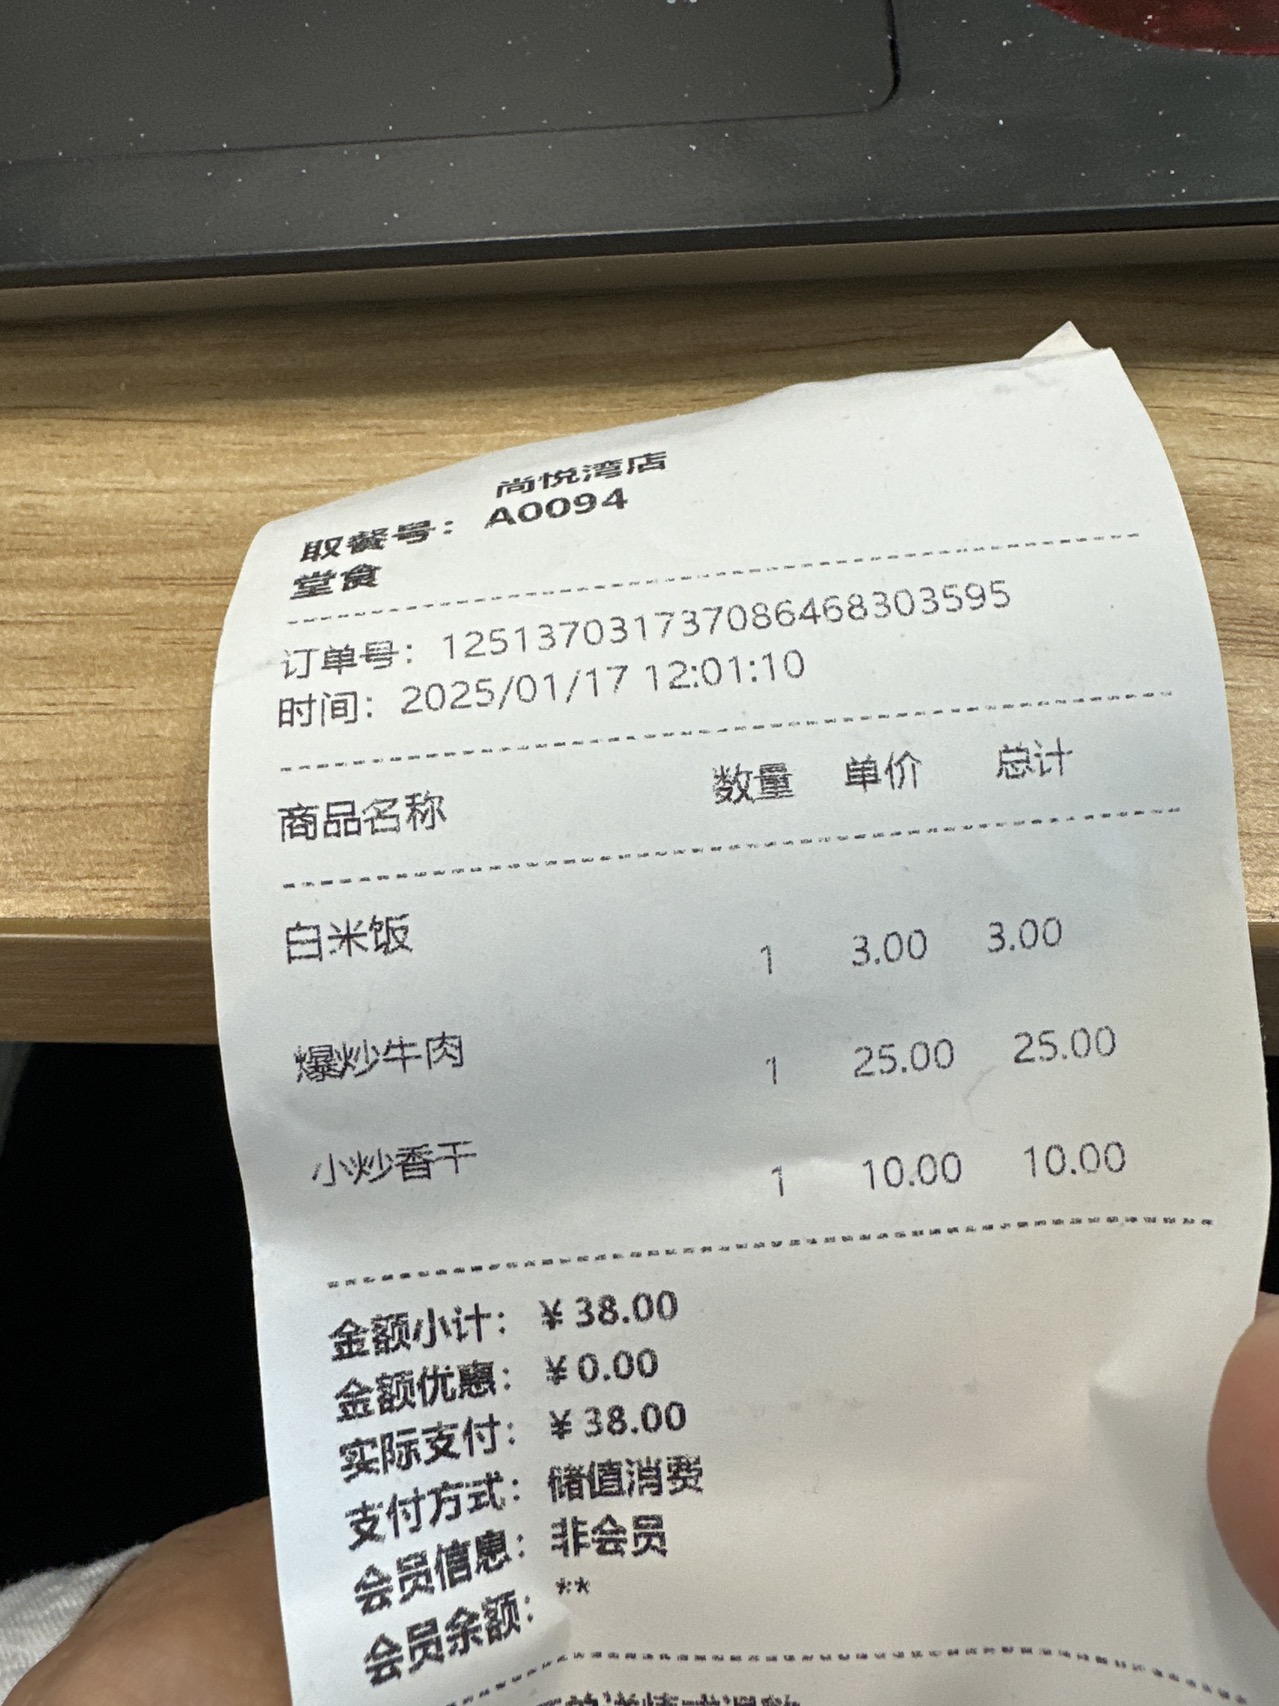 尚悦湾店
取餐号：A0094
堂食
订单号：1251370317370864683035​95
时间：2025/01/17 12:01:10
商品名称 数量 单价 总计
白米饭 1 3.00 3.00
爆炒牛肉 1 25.00 25.00
小炒香干 1 10.00 10.00
金额小计：￥38.00
金额优惠：￥0.00
实际支付：￥38.00
支付方式：储值消费
会员信息：非会员
会员余额：**